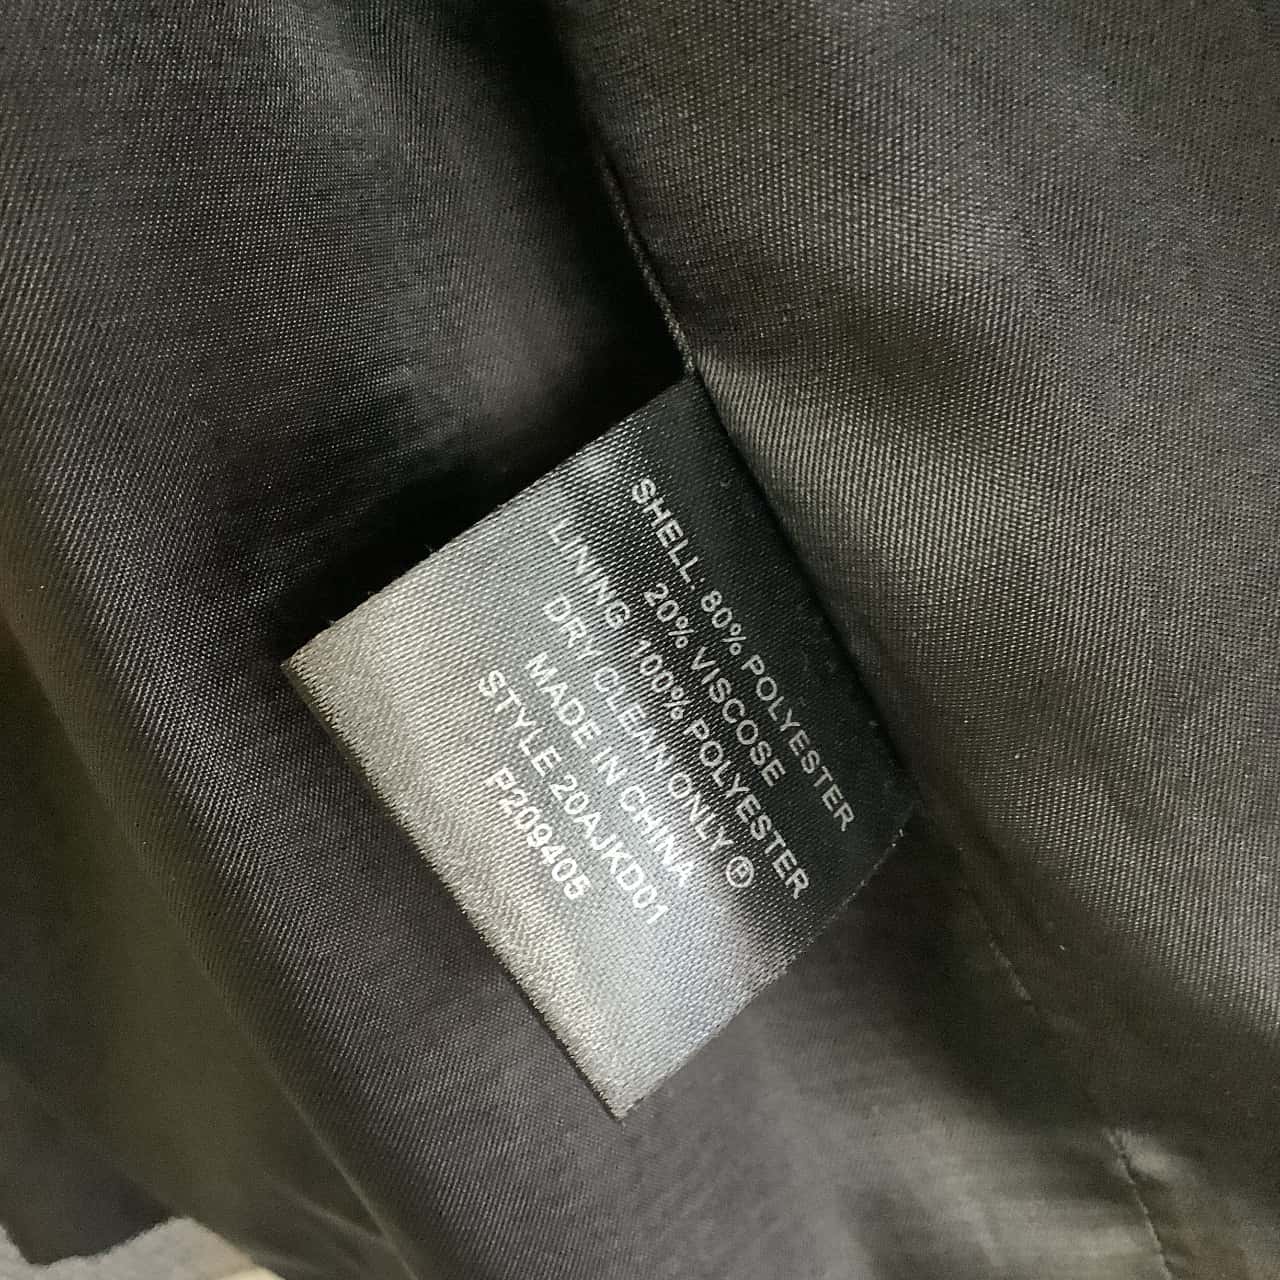 SHELL: 80% POLYESTER
20% VISCOSE
LINING 100% POLYESTER
DRY CLEAN ONLY Ⓟ
MADE IN CHINA
STYLE 20AJKD01
P209405